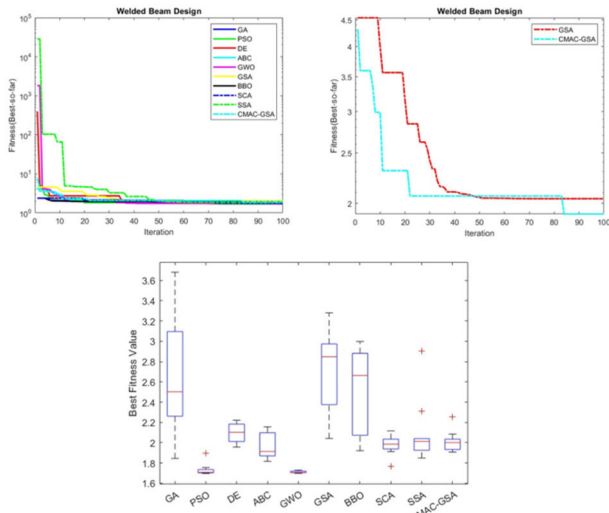 Welded Beam Design
Fitness(Best-so-far)
10^5
10^4
10^3
10^2
10^1
10^0
0 10 20 30 40 50 60 70 80 90 100
Iteration
GA
PSO
DE
ABC
GWO
GSA
BBO
SCA
SSA
CMAC-GSA
Welded Beam Design
Fitness(Best-so-far)
4.5
4
3.5
3
2.5
2
0 20 40 60 80 100
Iteration
GSA
CMAC-GSA
Best Fitness Value
3.6
3.4
3.2
3
2.8
2.6
2.4
2.2
2
1.8
1.6
GA PSO DE ABC GWO GSA BBO SCA SSA MAC-GSA